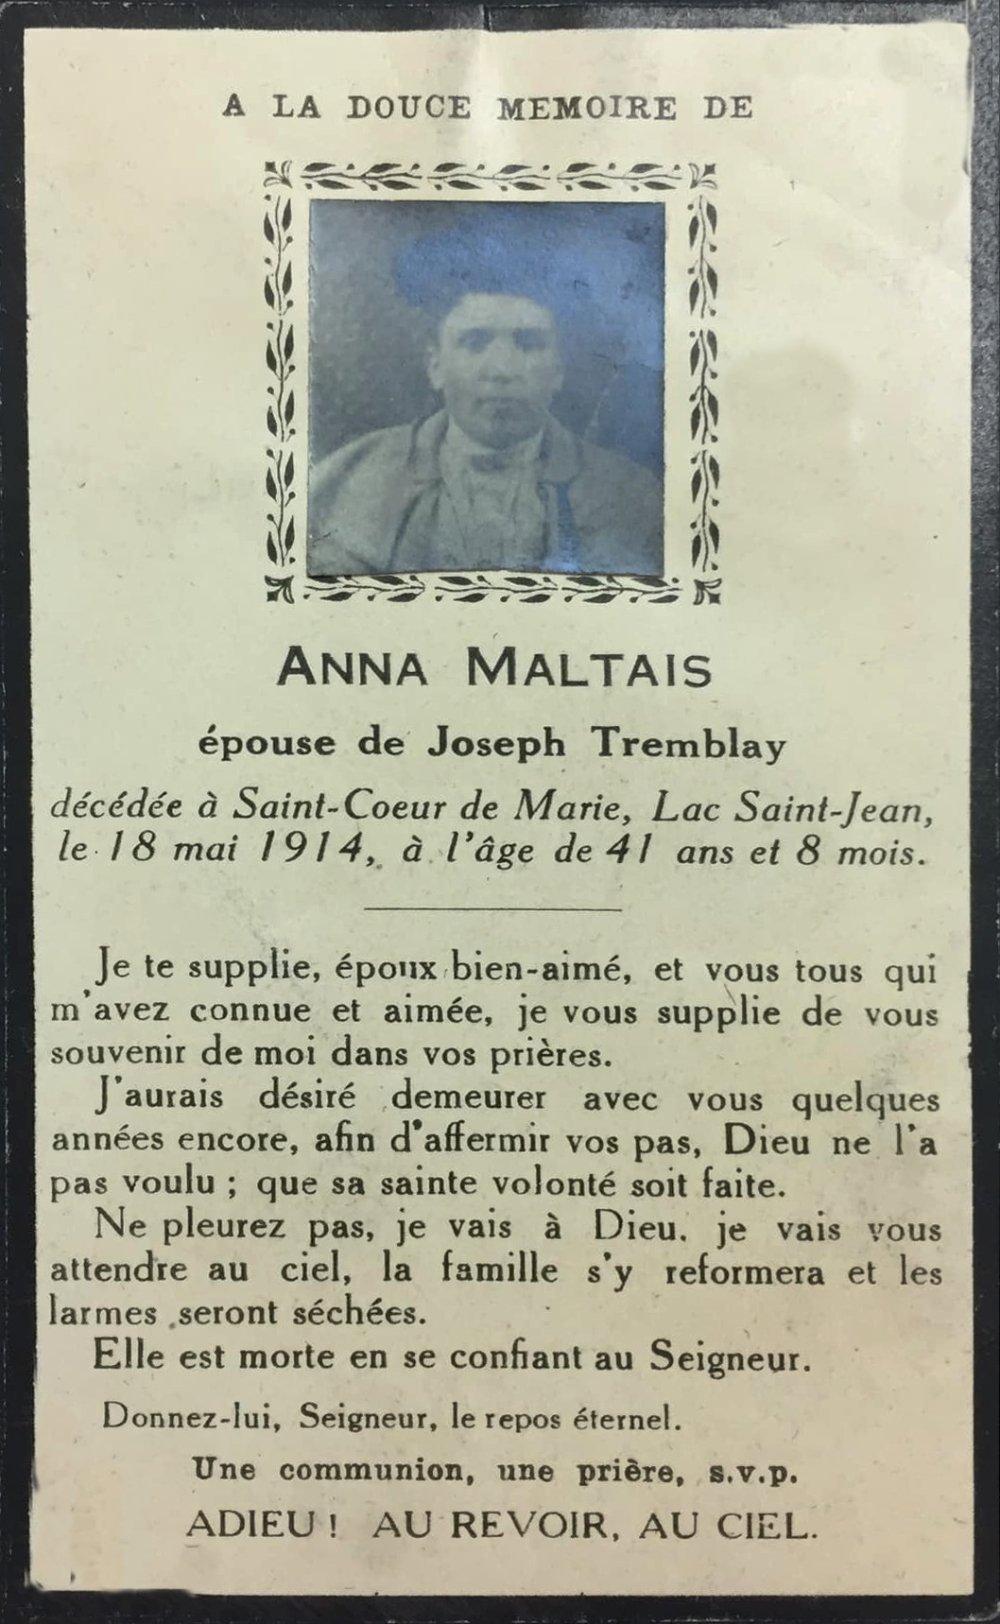 A LA DOUCE MEMOIRE DE
ANNA MALTAIS
épouse de Joseph Tremblay
décédée à Saint-Coeur de Marie, Lac Saint-Jean,
le 18 mai 1914, à l'âge de 41 ans et 8 mois.
Je te supplie, époux bien-aimé, et vous tous qui
m'avez connue et aimée, je vous supplie de vous
souvenir de moi dans vos prières.
J'aurais désiré demeurer avec vous quelques
années encore, afin d'affermir vos pas, Dieu ne l'a
pas voulu ; que sa sainte volonté soit faite.
Ne pleurez pas, je vais à Dieu. je vais vous
attendre au ciel, la famille s'y reformera et les
larmes seront séchées.
Elle est morte en se confiant au Seigneur.
Donnez-lui, Seigneur, le repos éternel.
Une communion, une prière, s.v.p.
ADIEU ! AU REVOIR, AU CIEL.